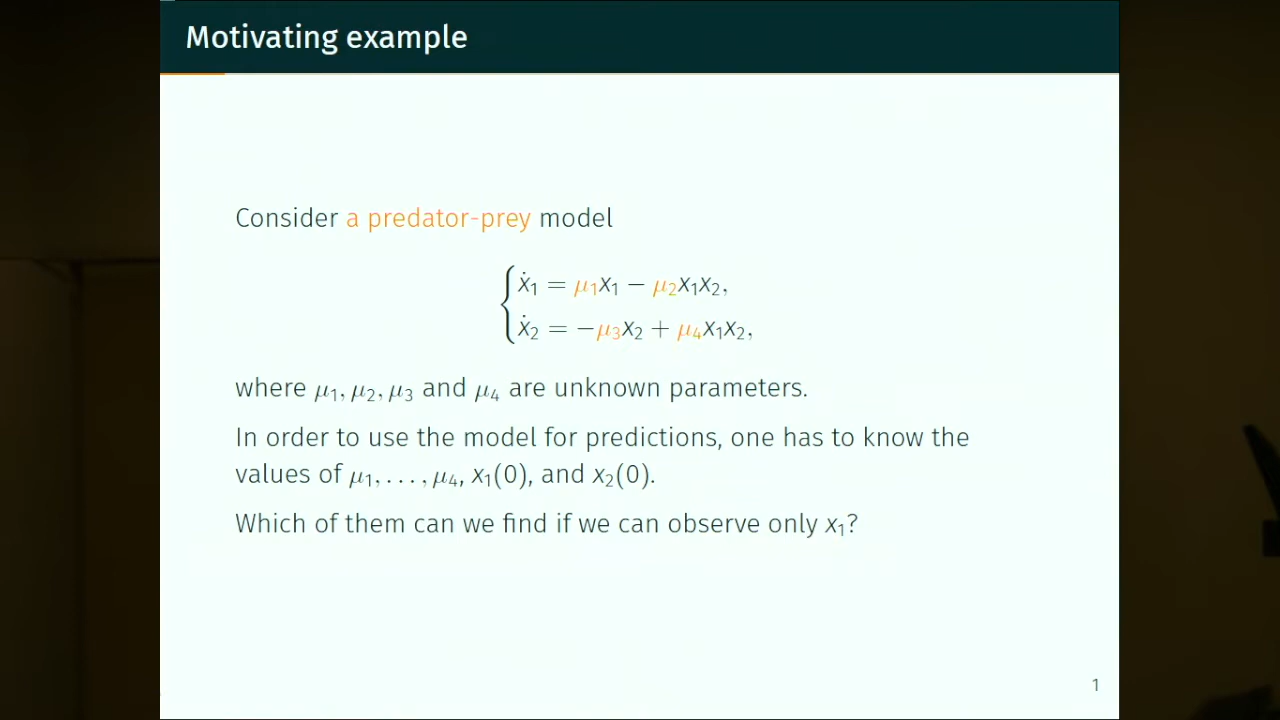 Motivating example
Consider a predator-prey model
ẋ₁ = μ₁x₁ − μ₂x₁x₂,
ẋ₂ = −μ₃x₂ + μ₄x₁x₂,
where μ₁, μ₂, μ₃ and μ₄ are unknown parameters.
In order to use the model for predictions, one has to know the
values of μ₁, . . . , μ₄, x₁(0), and x₂(0).
Which of them can we find if we can observe only x₁?
1